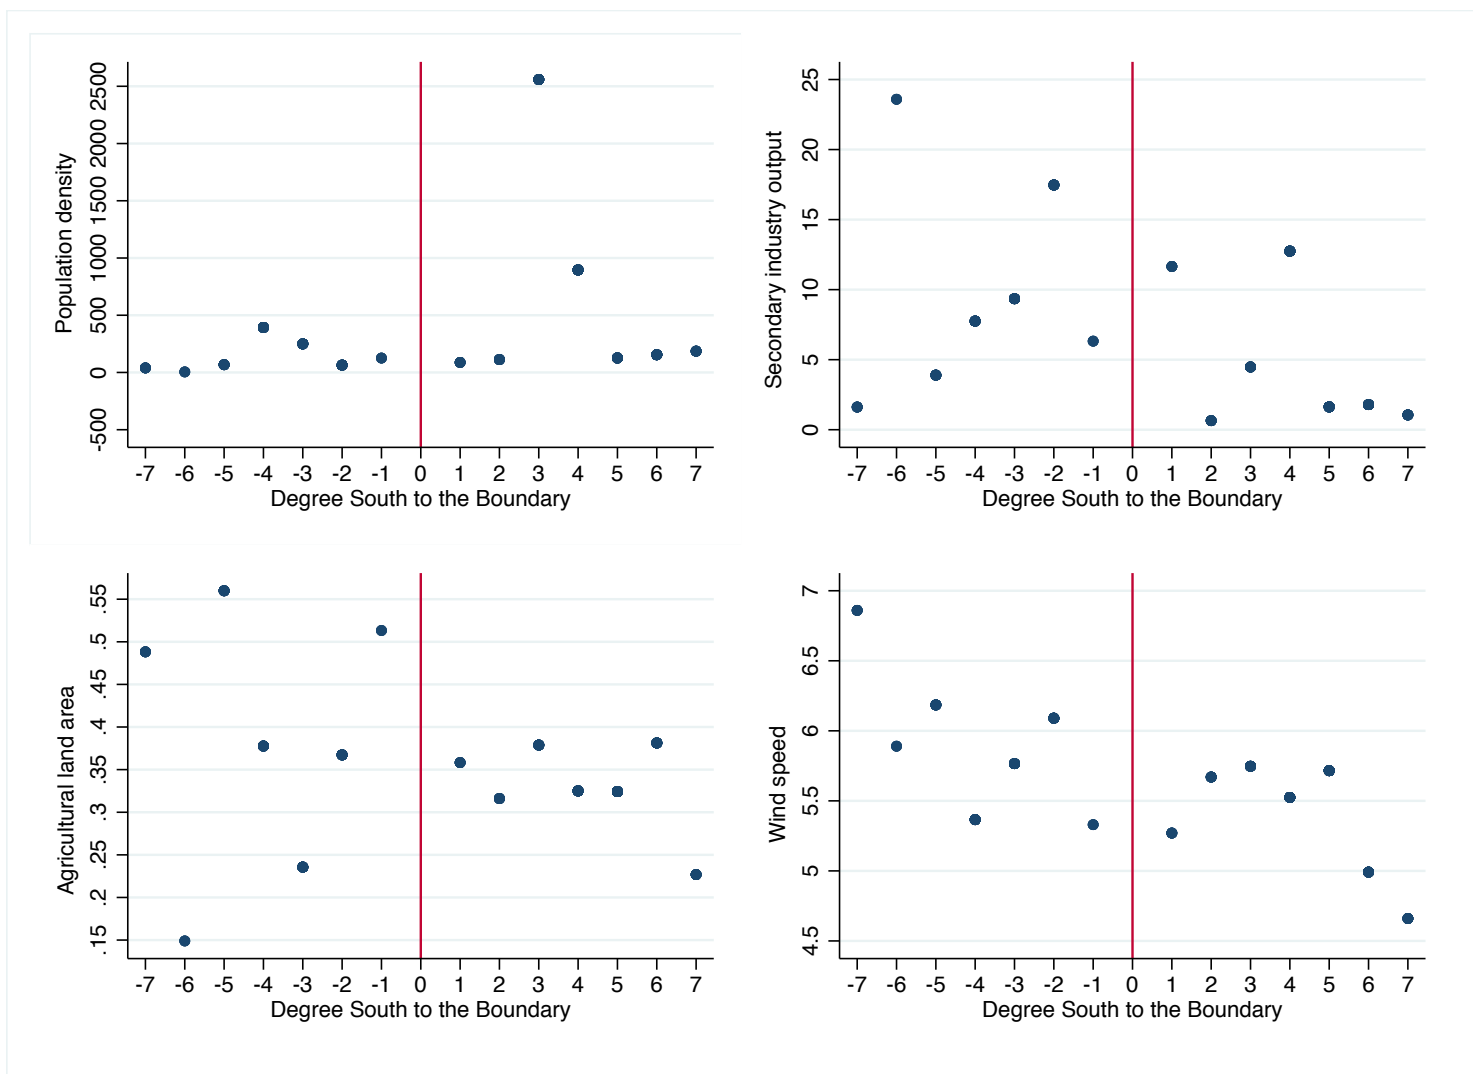 Population density
2500
2000
1500
1000
500
0
-500
-7 -6 -5 -4 -3 -2 -1 0 1 2 3 4 5 6 7
Degree South to the Boundary
Secondary industry output
25
20
15
10
5
0
-7 -6 -5 -4 -3 -2 -1 0 1 2 3 4 5 6 7
Degree South to the Boundary
Agricultural land area
.55
.5
.45
.4
.35
.3
.25
.2
.15
-7 -6 -5 -4 -3 -2 -1 0 1 2 3 4 5 6 7
Degree South to the Boundary
Wind speed
7
6.5
6
5.5
5
4.5
-7 -6 -5 -4 -3 -2 -1 0 1 2 3 4 5 6 7
Degree South to the Boundary